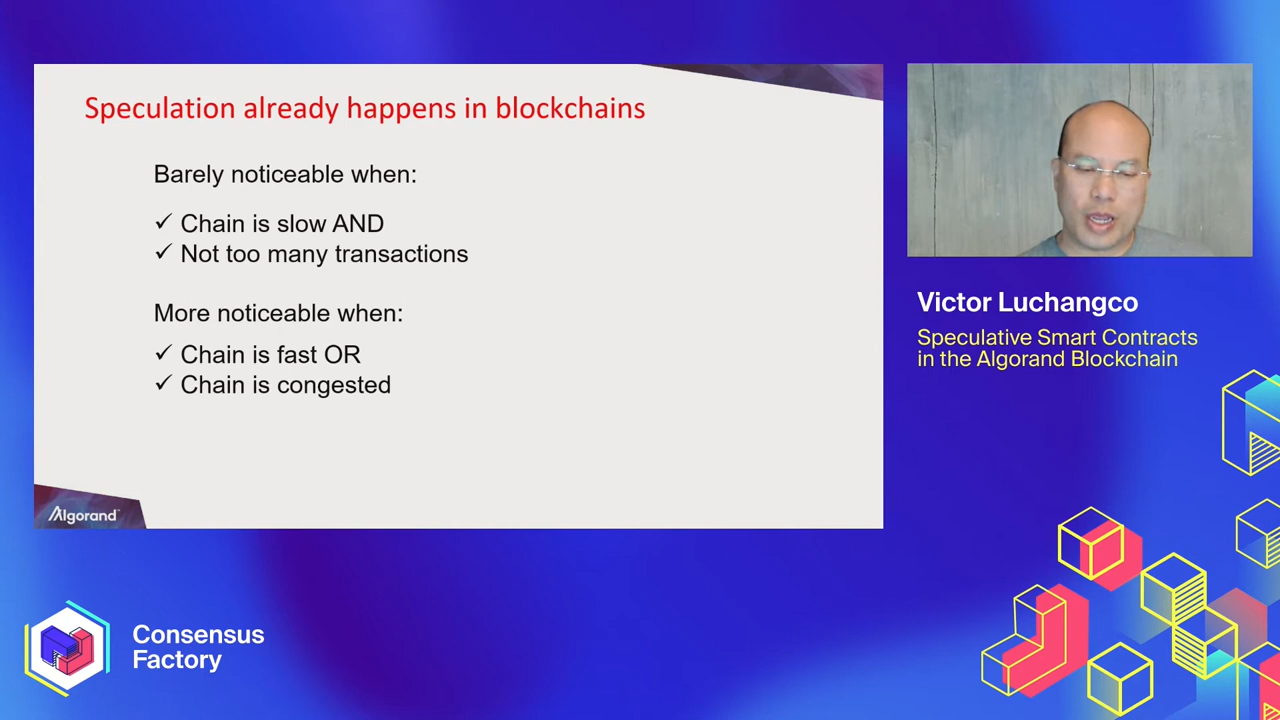 Speculation already happens in blockchains
Barely noticeable when:
✓ Chain is slow AND
✓ Not too many transactions
More noticeable when:
✓ Chain is fast OR
✓ Chain is congested
Algorand
Victor Luchangco
Speculative Smart Contracts
in the Algorand Blockchain
Consensus
Factory